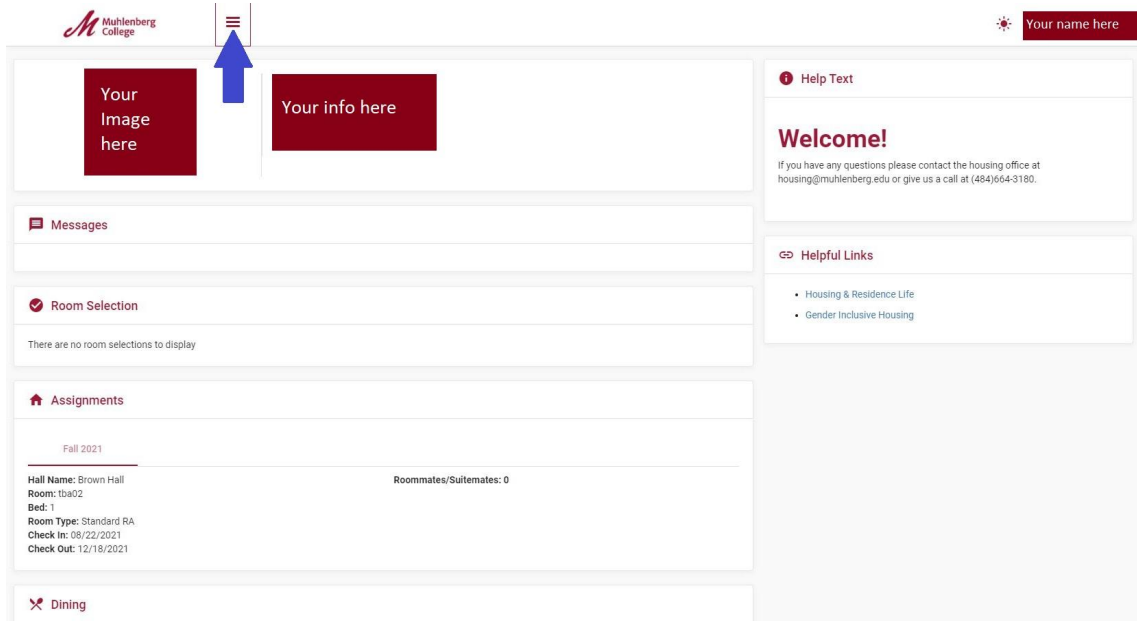 Muhlenberg
College
Your name here
Your
Image
here
Your info here
Messages
Room Selection
There are no room selections to display
Assignments
Fall 2021
Hall Name: Brown Hall
Room: tba02
Bed: 1
Room Type: Standard RA
Check In: 08/22/2021
Check Out: 12/18/2021
Roommates/Suitemates: 0
Dining
Help Text
Welcome!
If you have any questions please contact the housing office at
housing@muhlenberg.edu or give us a call at (484)664-3180.
Helpful Links
Housing & Residence Life
Gender Inclusive Housing